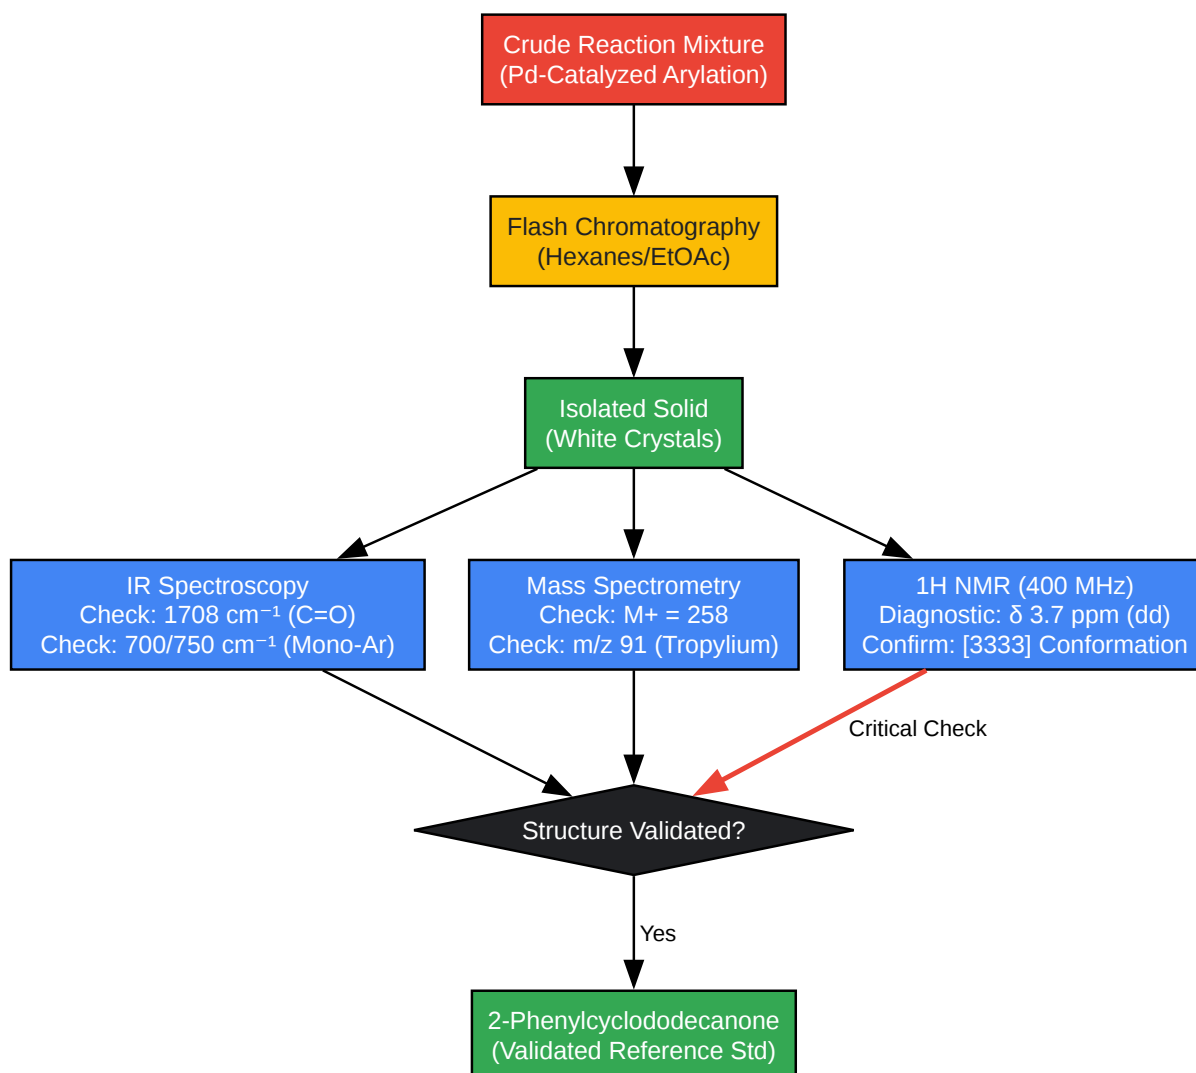 Crude Reaction Mixture
(Pd-Catalyzed Arylation)
Flash Chromatography
(Hexanes/EtOAc)
Isolated Solid
(White Crystals)
IR Spectroscopy
Check: 1708 cm⁻¹ (C=O)
Check: 700/750 cm⁻¹ (Mono-Ar)
Mass Spectrometry
Check: M+ = 258
Check: m/z 91 (Tropylium)
1H NMR (400 MHz)
Diagnostic: δ 3.7 ppm (dd)
Confirm: [3333] Conformation
Critical Check
Structure Validated?
Yes
2-Phenylcyclododecanone
(Validated Reference Std)